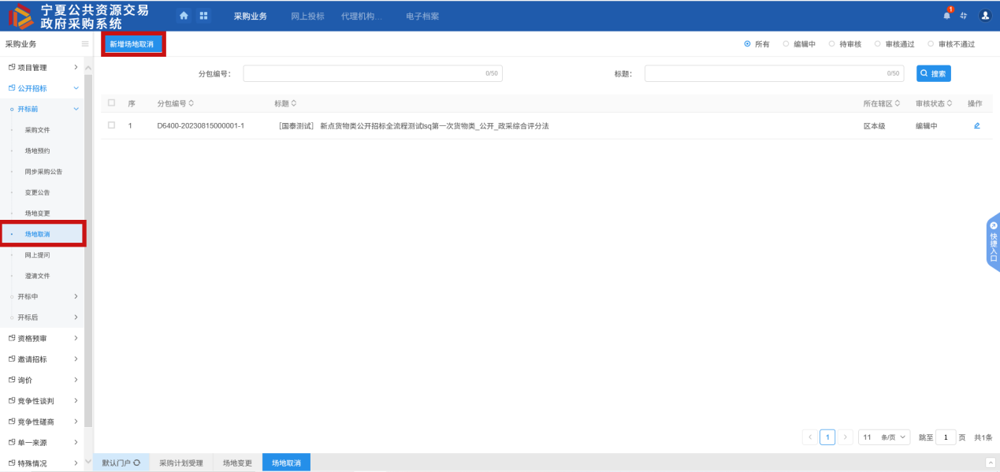 宁夏公共资源交易
政府采购系统
采购业务
网上投标
代理机构...
电子档案
1
采购业务
新增场地取消
所有
编辑中
待审核
审核通过
审核不通过
项目管理
公开招标
开标前
采购文件
场地预约
同步采购公告
变更公告
场地变更
场地取消
网上提问
澄清文件
开标中
开标后
资格预审
邀请招标
询价
竞争性谈判
竞争性磋商
单一来源
特殊情况
分包编号：
0/50
标题：
0/50
搜索
序 分包编号 标题 所在辖区 审核状态 操作
1 D6400-20230815000001-1 [国泰测试] 新点货物类公开招标全流程测试lsq第一次货物类_公开_政采综合评分法 区本级 编辑中
快捷入口
1 11 条/页 跳至 1 页 共1条
默认门户 采购计划受理 场地变更 场地取消